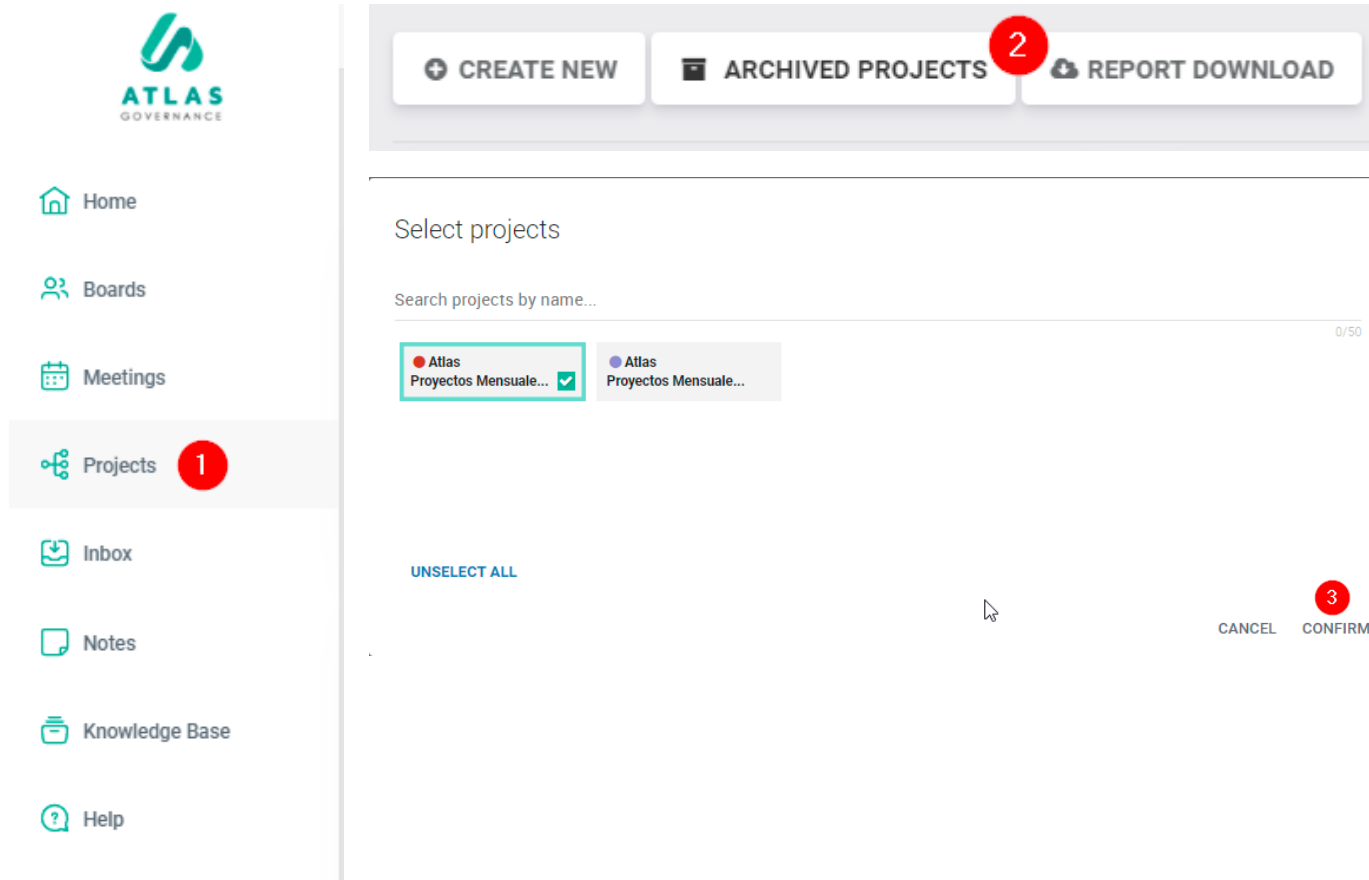 ATLAS
GOVERNANCE
Home
Boards
Meetings
Projects 1
Inbox
Notes
Knowledge Base
Help
CREATE NEW
ARCHIVED PROJECTS
2
REPORT DOWNLOAD
Select projects
Search projects by name...
0/50
Atlas
Proyectos Mensuale...
Atlas
Proyectos Mensuale...
UNSELECT ALL
3
CANCEL
CONFIRM